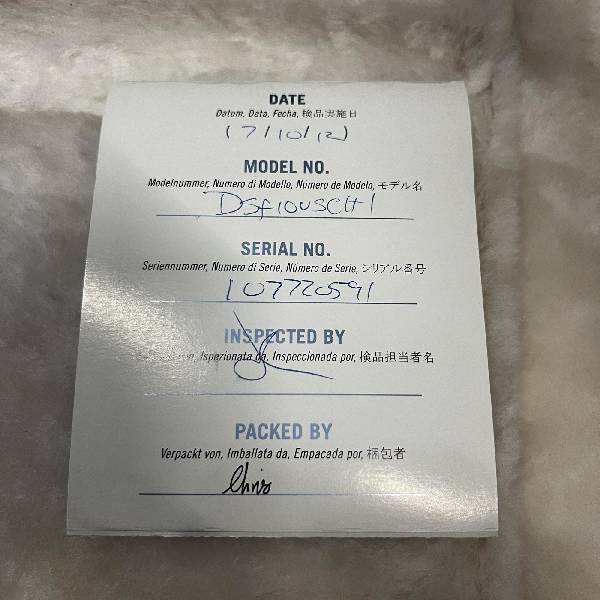 DATE
Datum, Data, Fecha, 検品実施日
17/10/12
MODEL NO.
Modelnummer, Numero di Modello, Número de Modelo, モデル名
DSF10USCH1
SERIAL NO.
Seriennummer, Numero di Serie, Número de Serie, シリアル番号
107720591
INSPECTED BY
von, Ispezionata da, Inspeccionada por, 検品担当者名
PACKED BY
Verpackt von, Imballata da, Empacada por, 梱包者
Chris